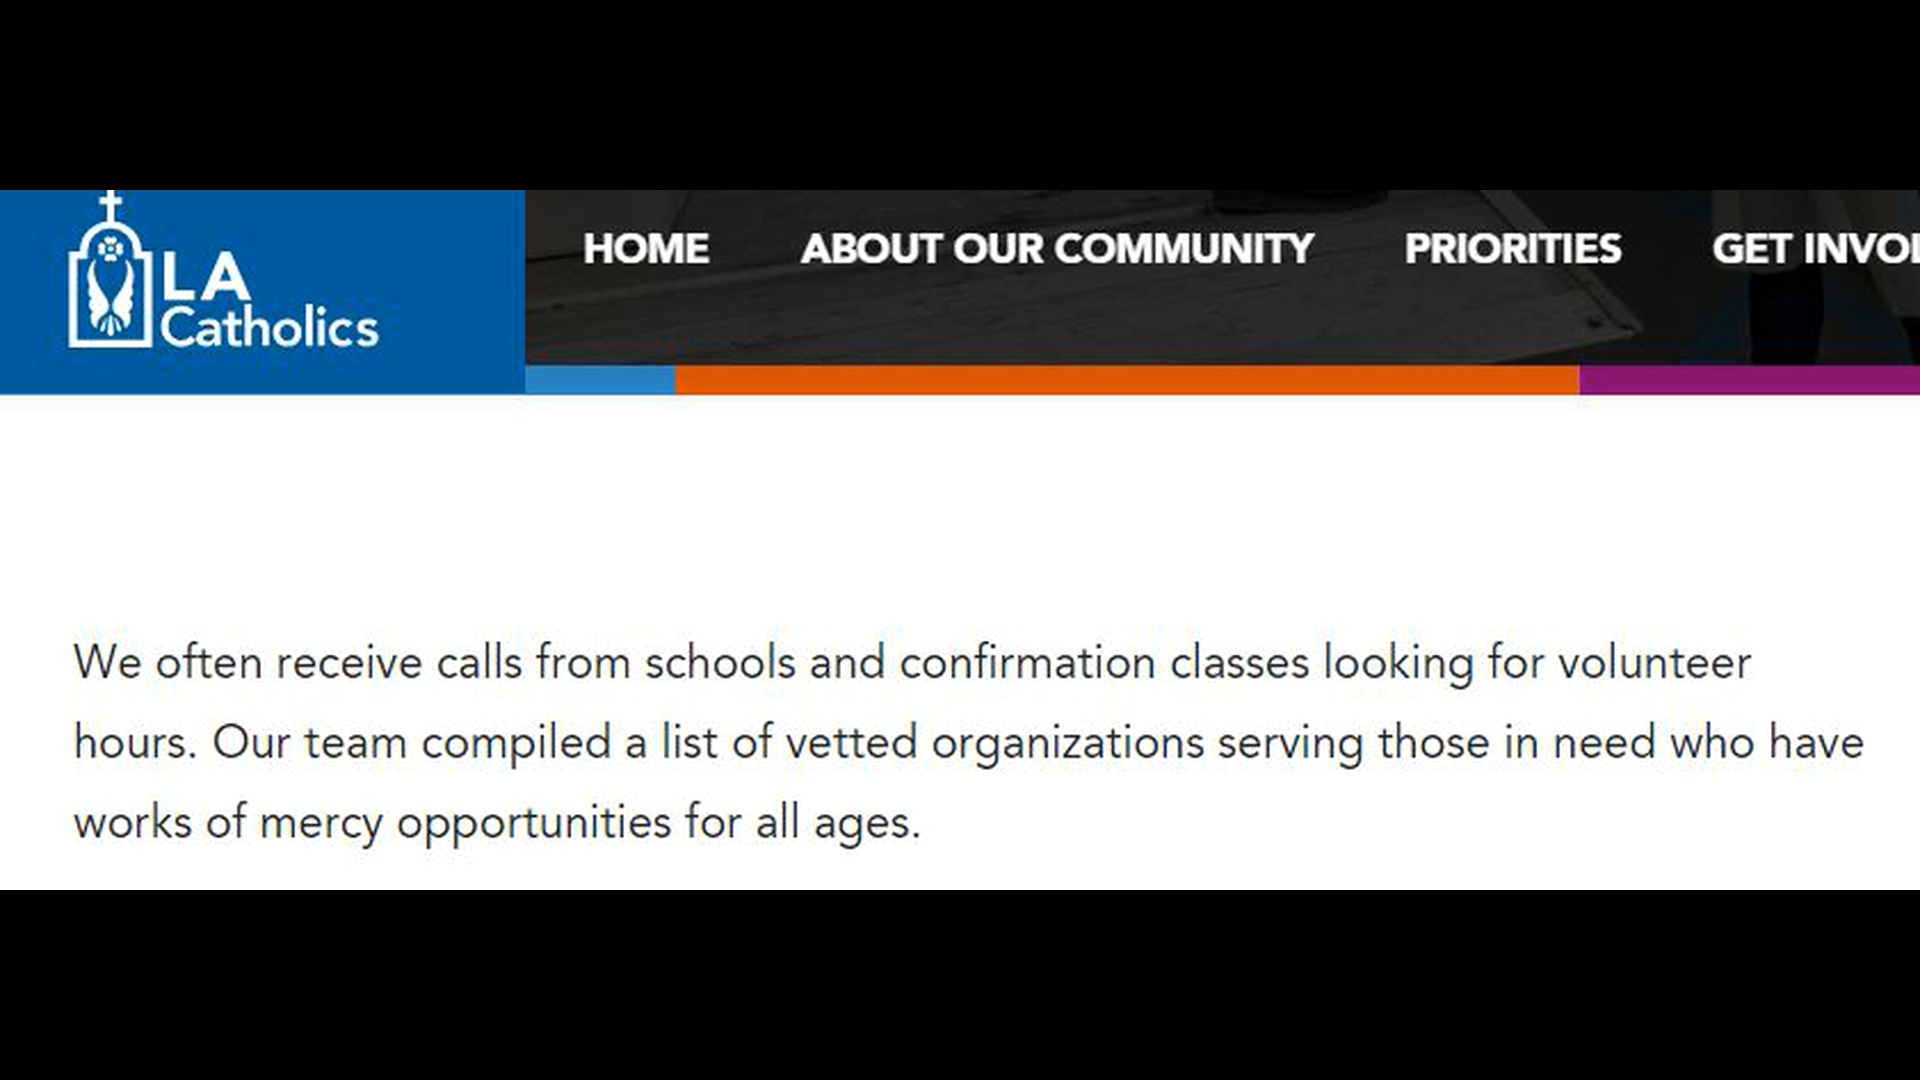 LA
Catholics
HOME ABOUT OUR COMMUNITY PRIORITIES GET INVOL
We often receive calls from schools and confirmation classes looking for volunteer
hours. Our team compiled a list of vetted organizations serving those in need who have
works of mercy opportunities for all ages.